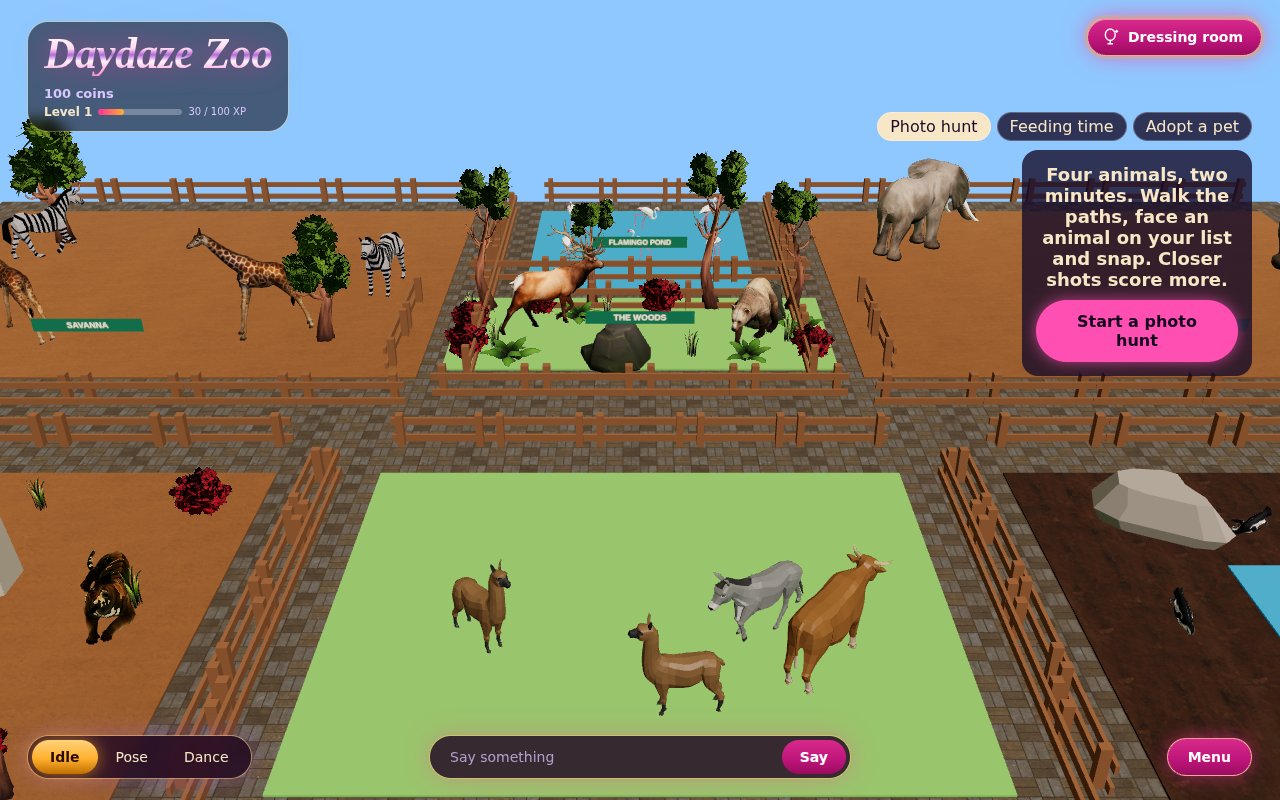 Daydaze Zoo
100 coins
Level 1 30 / 100 XP
Dressing room
Photo hunt Feeding time Adopt a pet
Four animals, two
minutes. Walk the
paths, face an
animal on your list
and snap. Closer
shots score more.
Start a photo
hunt
FLAMINGO POND
THE WOODS
SAVANNA
Idle Pose Dance
Say something Say
Menu